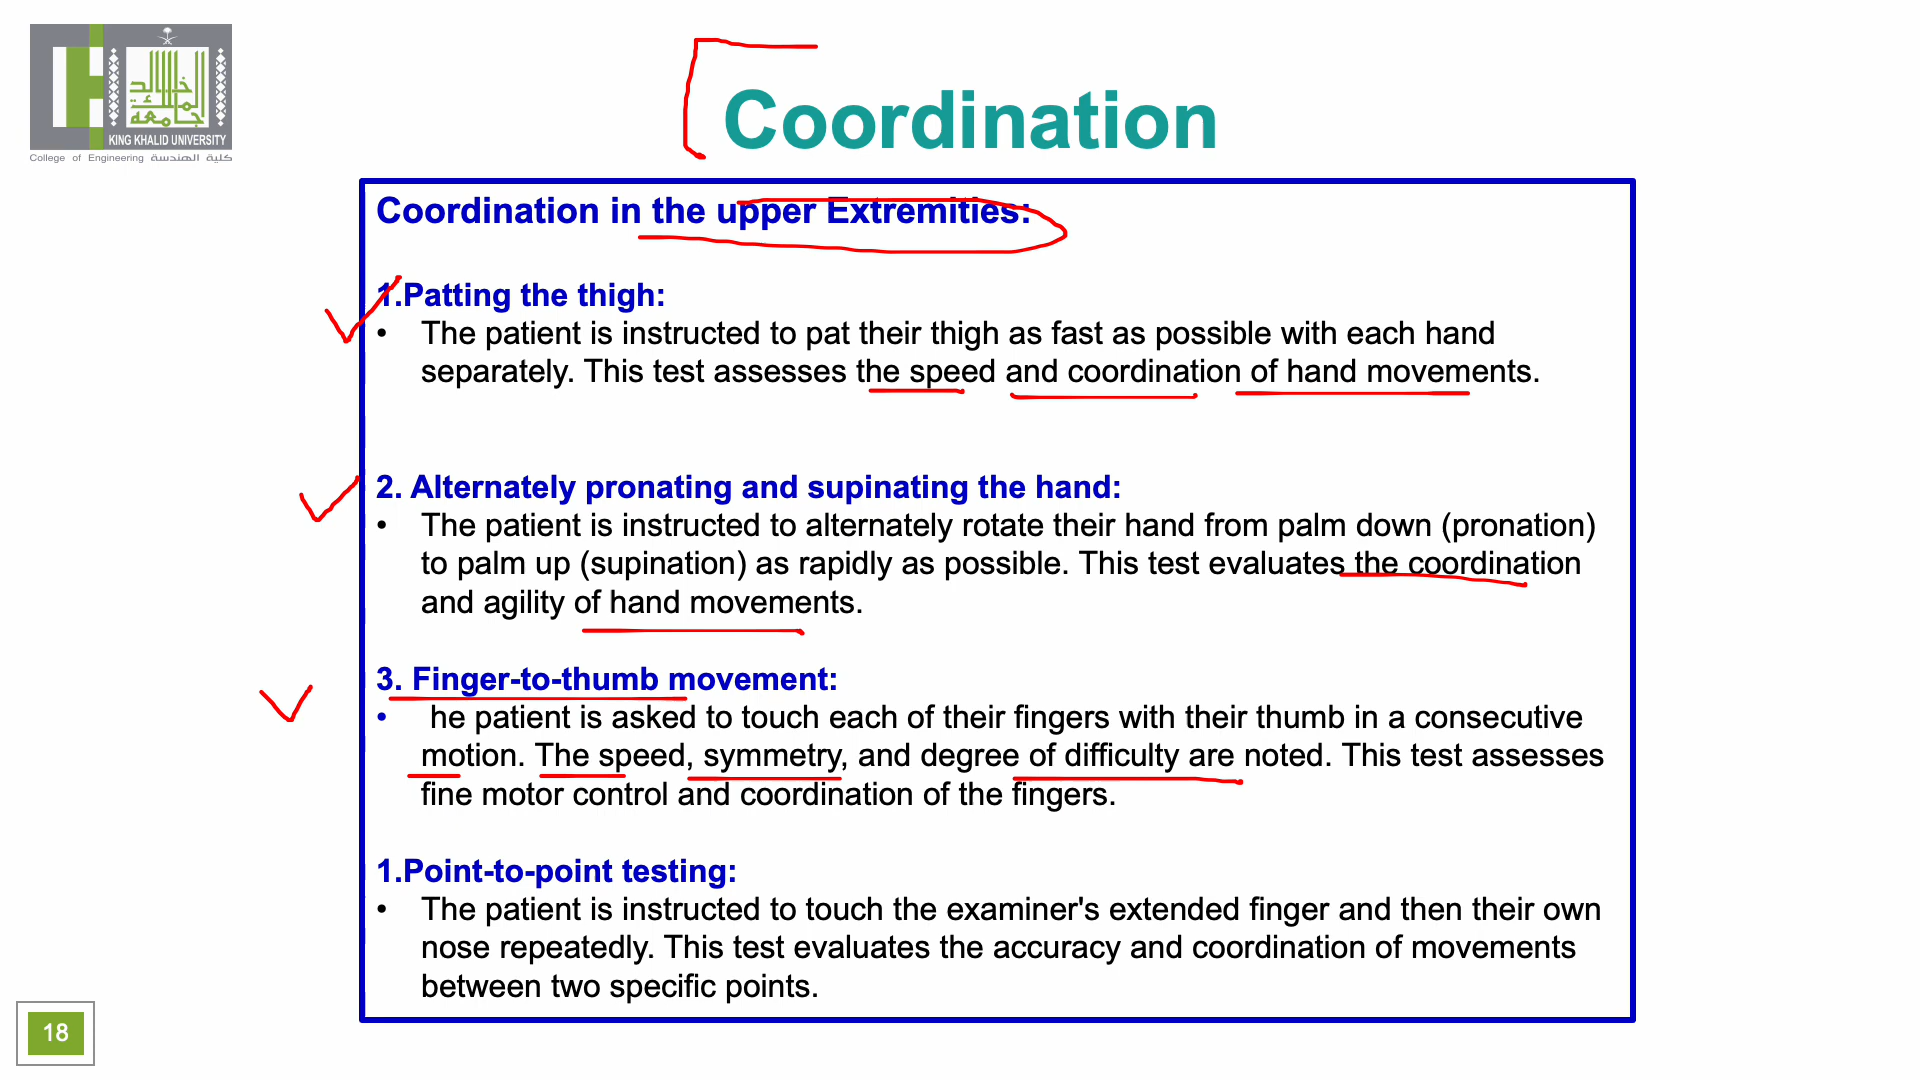 جامعة الملك خالد
KING KHALID UNIVERSITY
College of Engineering كلية الهندسة
Coordination
Coordination in the upper Extremities:
1.Patting the thigh:
• The patient is instructed to pat their thigh as fast as possible with each hand
separately. This test assesses the speed and coordination of hand movements.
2. Alternately pronating and supinating the hand:
• The patient is instructed to alternately rotate their hand from palm down (pronation)
to palm up (supination) as rapidly as possible. This test evaluates the coordination
and agility of hand movements.
3. Finger-to-thumb movement:
• he patient is asked to touch each of their fingers with their thumb in a consecutive
motion. The speed, symmetry, and degree of difficulty are noted. This test assesses
fine motor control and coordination of the fingers.
1.Point-to-point testing:
• The patient is instructed to touch the examiner's extended finger and then their own
nose repeatedly. This test evaluates the accuracy and coordination of movements
between two specific points.
18